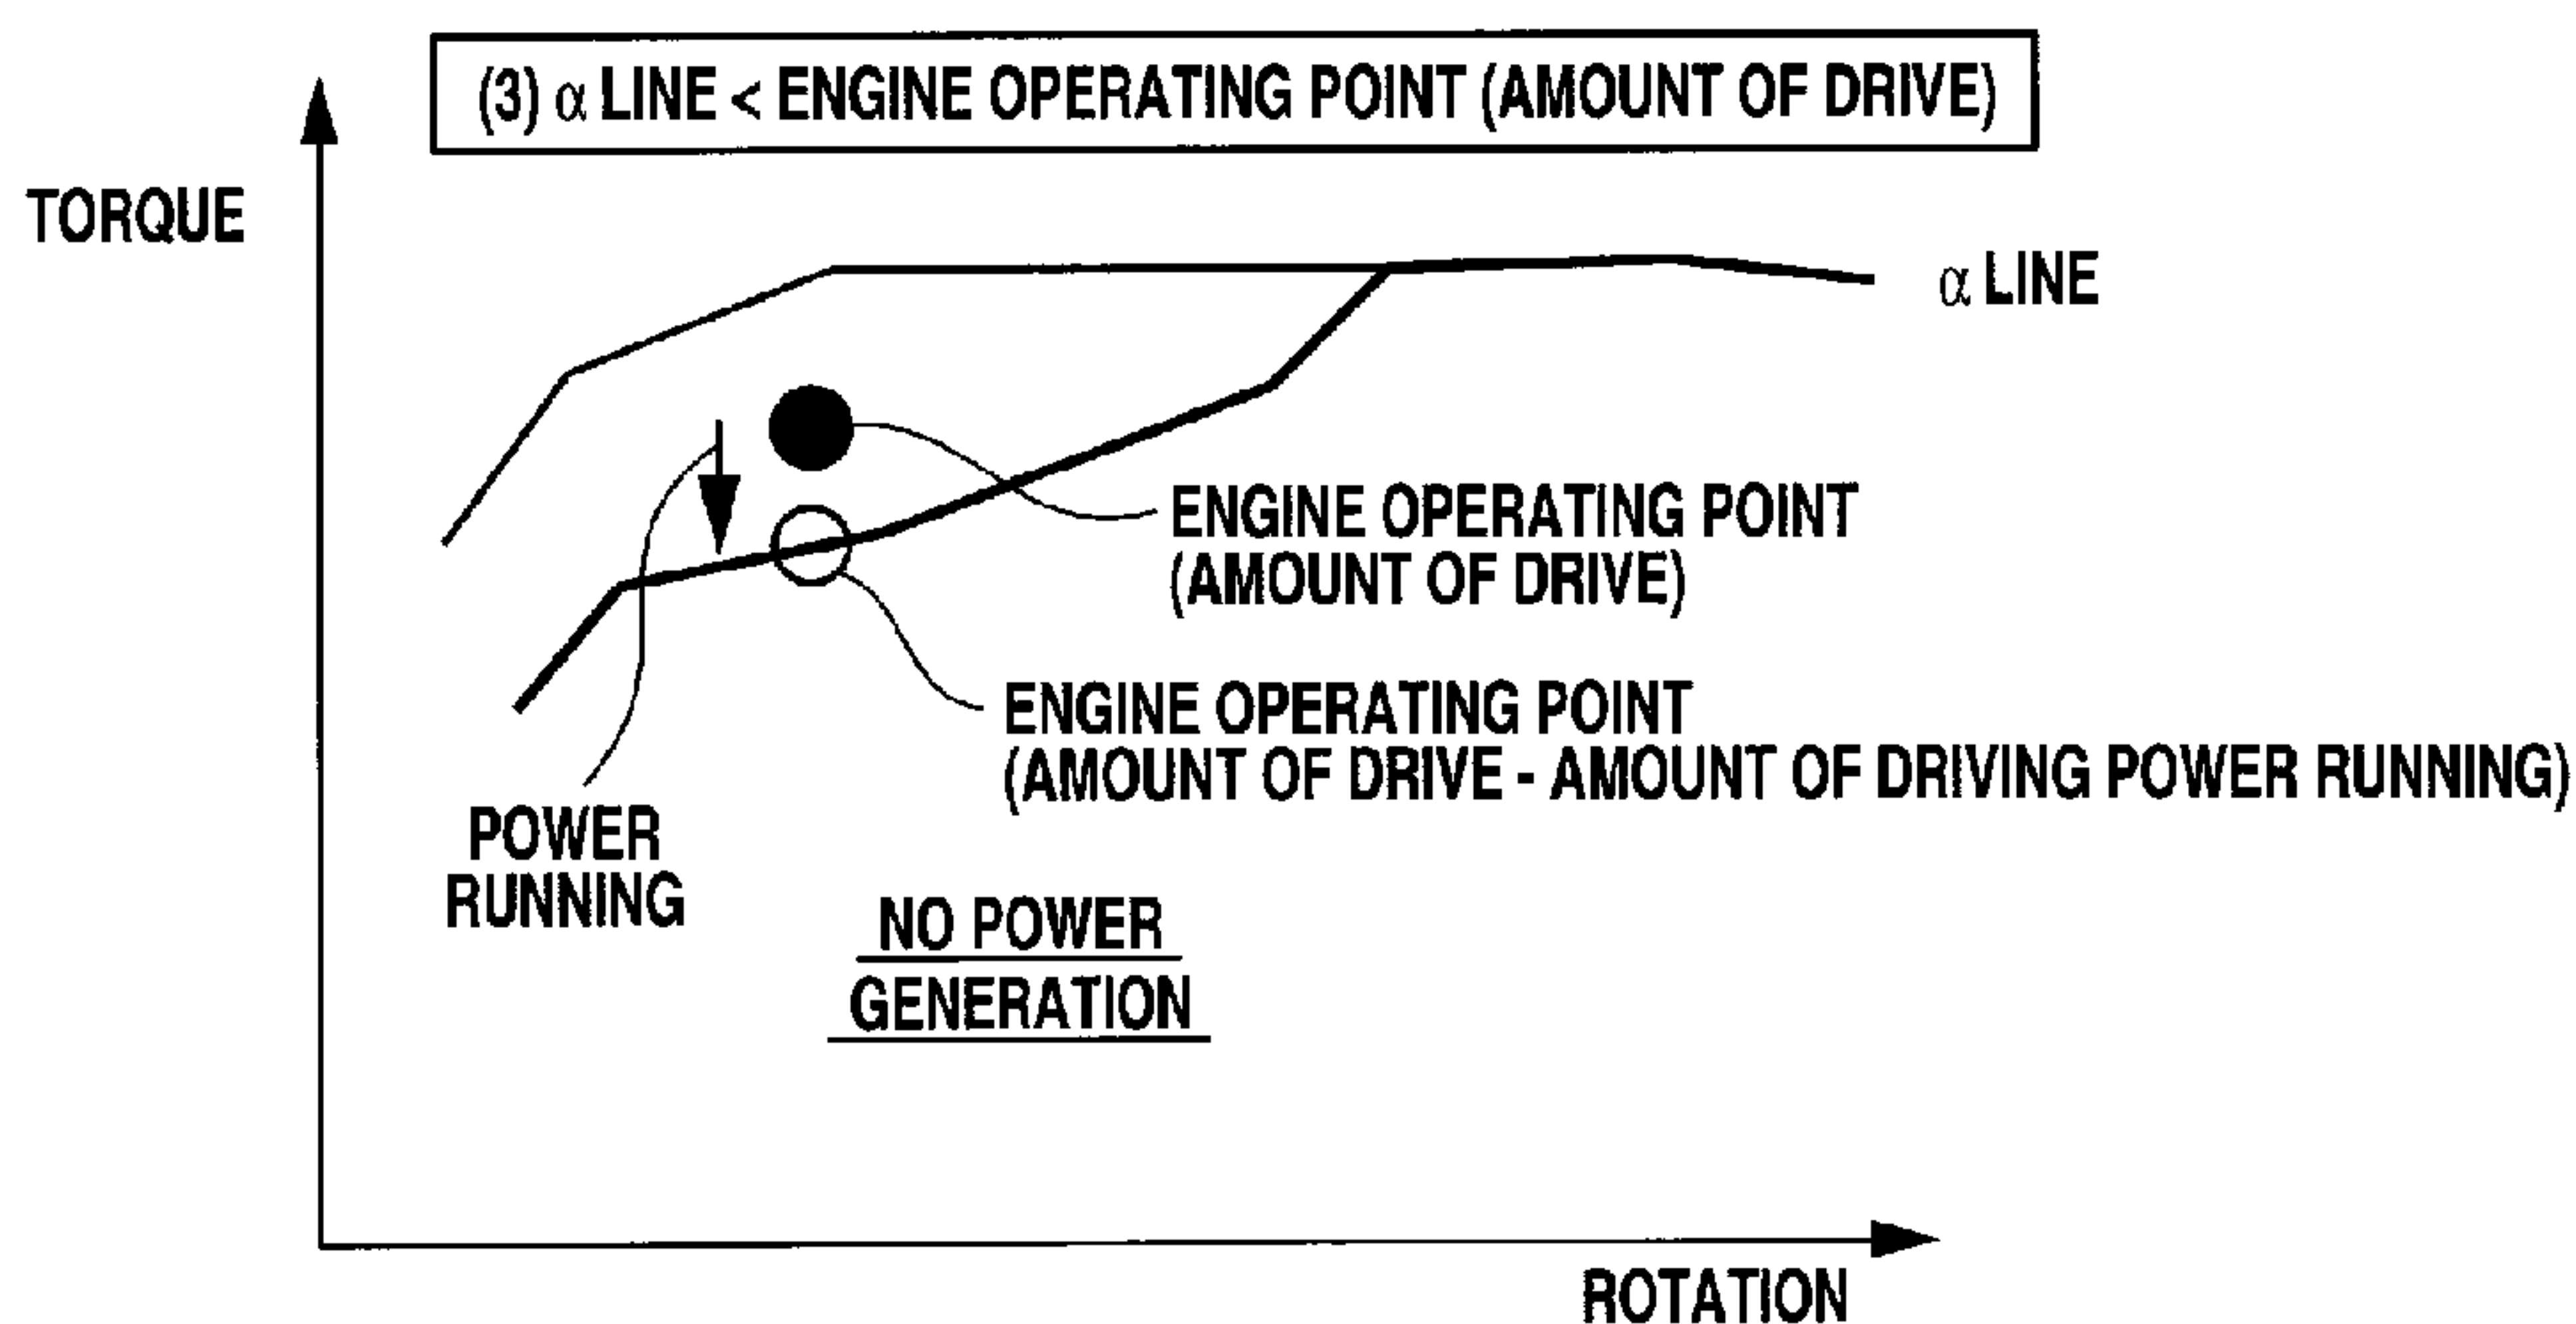 (3) α LINE < ENGINE OPERATING POINT (AMOUNT OF DRIVE)
TORQUE
α LINE
ENGINE OPERATING POINT
(AMOUNT OF DRIVE)
ENGINE OPERATING POINT
(AMOUNT OF DRIVE - AMOUNT OF DRIVING POWER RUNNING)
POWER
RUNNING
NO POWER
GENERATION
ROTATION